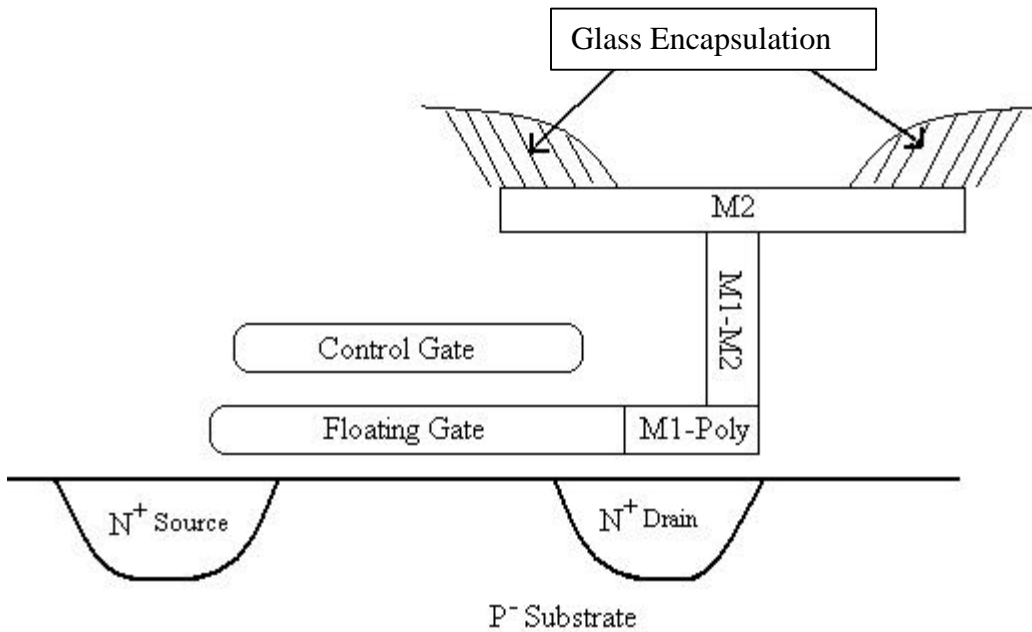 Glass Encapsulation
M2
M1-M2
Control Gate
Floating Gate
M1-Poly
N+ Source
N+ Drain
P- Substrate